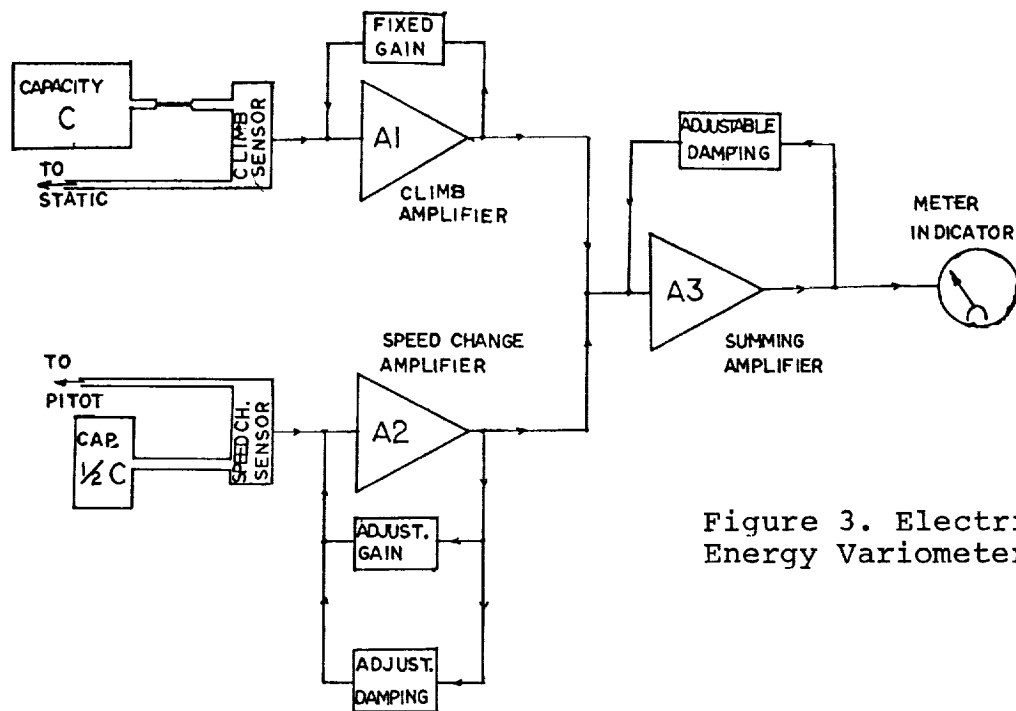 FIXED
GAIN
CAPACITY
C
CLIMB
SENSOR
TO
STATIC
A1
CLIMB
AMPLIFIER
ADJUSTABLE
DAMPING
METER
INDICATOR
A3
SUMMING
AMPLIFIER
SPEED CHANGE
AMPLIFIER
TO
PITOT
CAP.
1/2 C
SPEED CH.
SENSOR
A2
ADJUST.
GAIN
ADJUST.
DAMPING
Figure 3. Electri
Energy Variometer